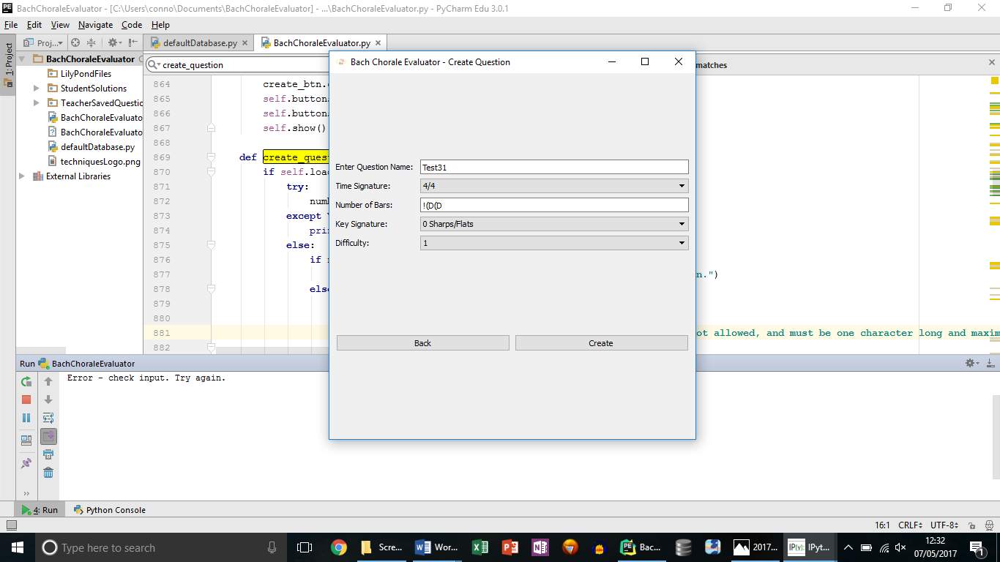 BachChoraleEvaluator - [C:\Users\conno\Documents\BachChoraleEvaluator] - ...\BachChoraleEvaluator.py - PyCharm Edu 3.0.1
File Edit View Navigate Code Help
Proj... defaultDatabase.py BachChoraleEvaluator.py
1: Project
BachChoraleEvaluator
LilyPondFiles
StudentSolutions
TeacherSavedQuestio
BachChoraleEvaluato
BachChoraleEvaluato
defaultDatabase.py
techniquesLogo.png
External Libraries
create_question
matches
864 create_btn.
865 self.buttons
866 self.buttons
867 self.show()
868
869 def create_quest
870 if self.load
871 try:
872 numb
873 except
874 prin
875 else:
876 if
877 n.")
878 else
879
880
881 ot allowed, and must be one character long and maxim
882
Bach Chorale Evaluator - Create Question
Enter Question Name: Test31
Time Signature: 4/4
Number of Bars: !(D(D
Key Signature: 0 Sharps/Flats
Difficulty: 1
Back Create
Run BachChoraleEvaluator
Error - check input. Try again.
4: Run Python Console
16:1 CRLF UTF-8
Type here to search
Scre... Wor... Bac... 2017... IPyt...
12:32
07/05/2017